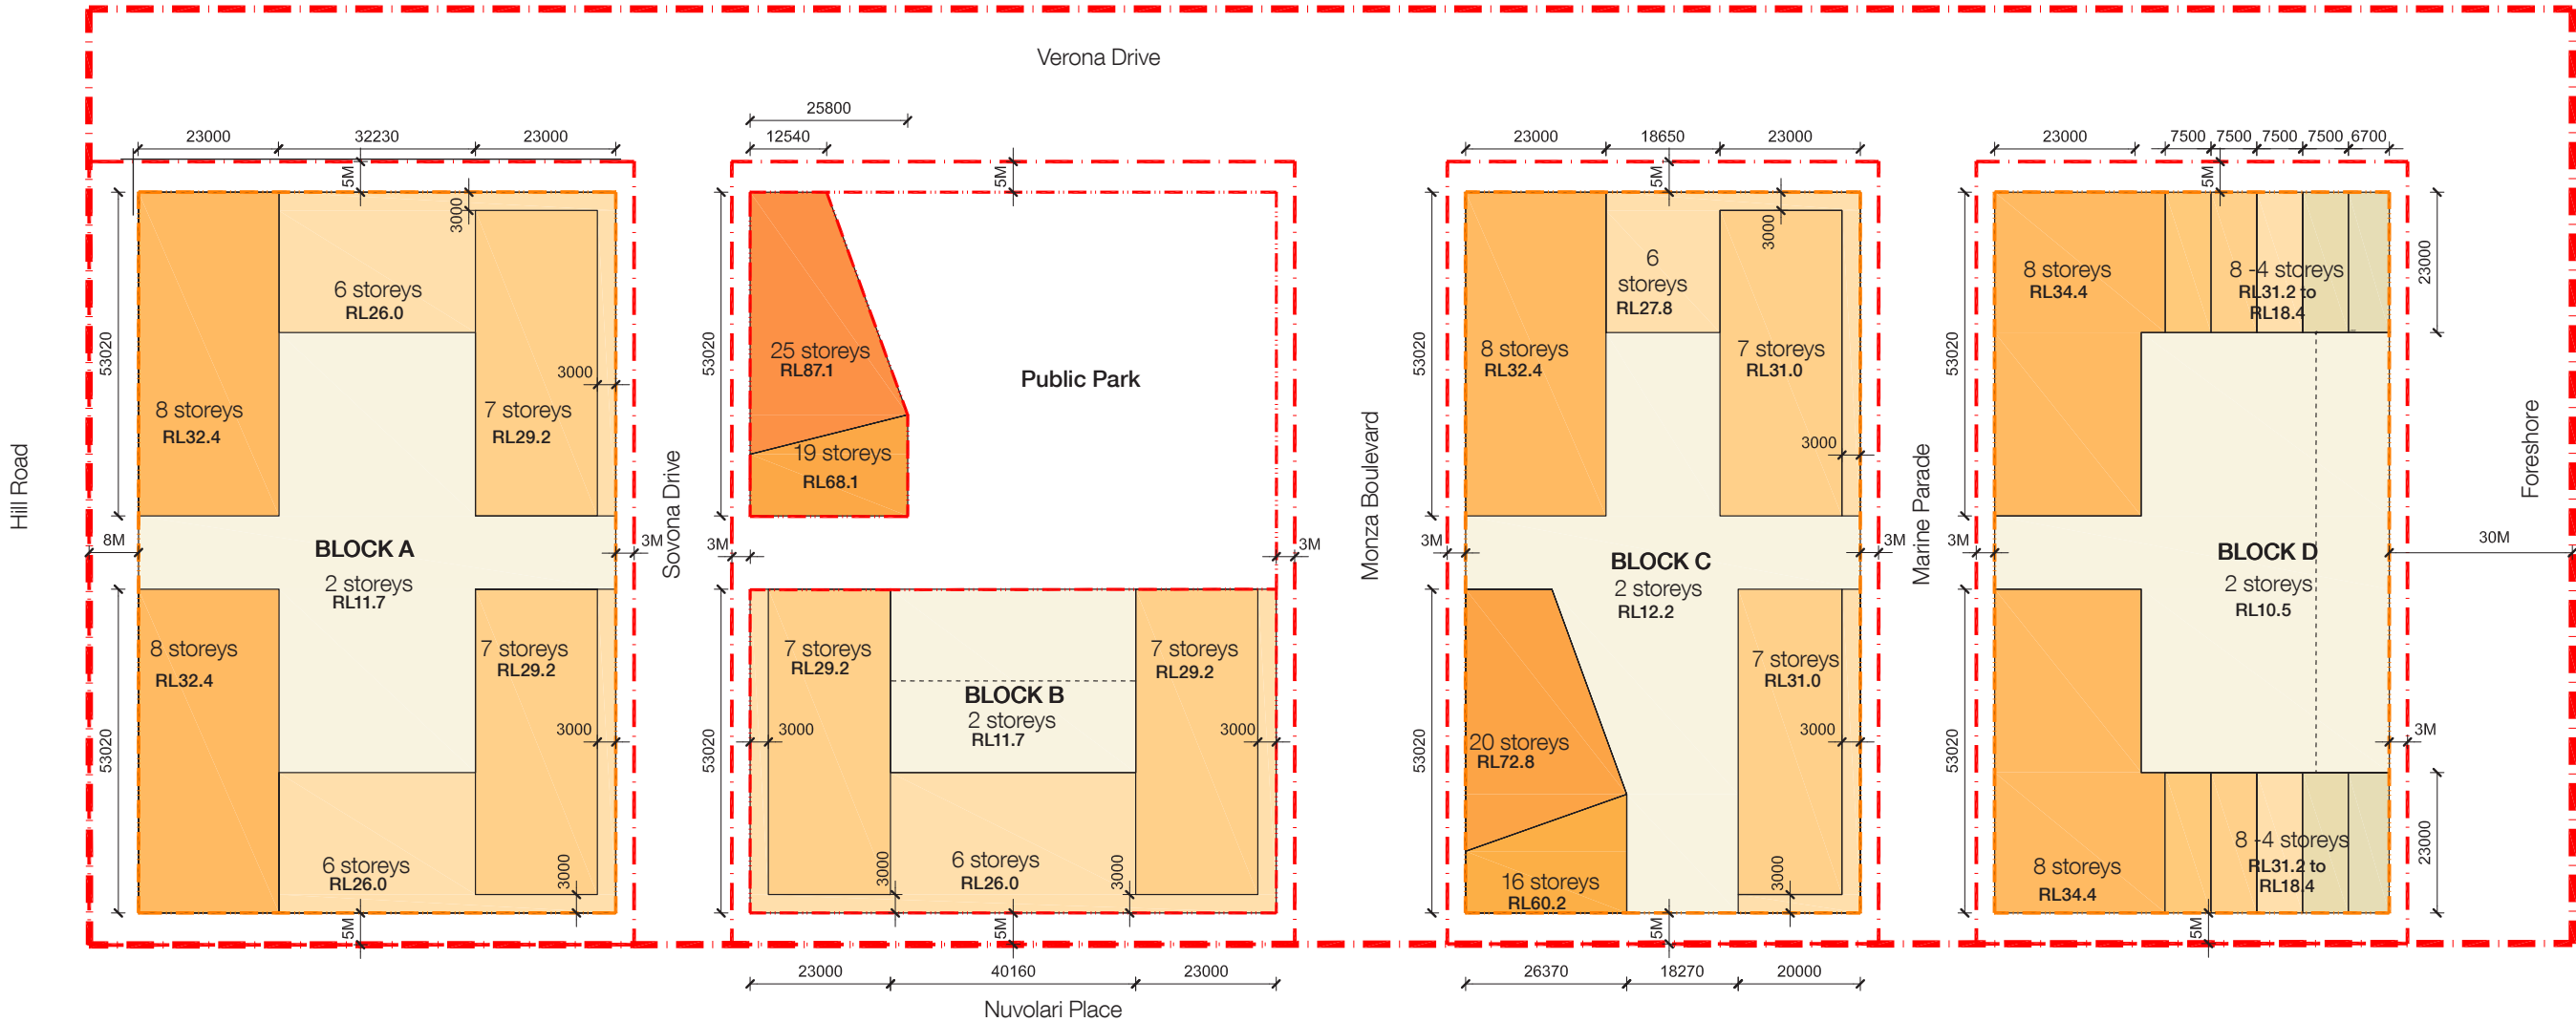 Verona Drive
25800
23000 32230 23000
12540
23000 18650 23000
23000 7500 7500 7500 7500 6700
5M
5M
5M
5M
3000
3000
6 storeys
RL26.0
3000
8 storeys
RL32.4
7 storeys
RL29.2
53020
25 storeys
RL87.1
19 storeys
RL68.1
53020
Public Park
6
storeys
RL27.8
8 storeys
RL32.4
7 storeys
RL31.0
3000
53020
8 storeys
RL34.4
8 -4 storeys
RL31.2 to
RL18.4
23000
53020
Hill Road
Sovona Drive
Monza Boulevard
Marine Parade
Foreshore
8M
BLOCK A
2 storeys
RL11.7
3M
3M
3M
3M
BLOCK C
2 storeys
RL12.2
3M
3M
BLOCK D
2 storeys
RL10.5
30M
53020
8 storeys
RL32.4
7 storeys
RL29.2
3000
6 storeys
RL26.0
3000
5M
53020
7 storeys
RL29.2
3000
BLOCK B
2 storeys
RL11.7
7 storeys
RL29.2
3000
3000
6 storeys
RL26.0
3000
5M
53020
20 storeys
RL72.8
16 storeys
RL60.2
7 storeys
RL31.0
3000
3000
5M
53020
8 storeys
RL34.4
8 -4 storeys
RL31.2 to
RL18.4
3M
23000
5M
23000 40160 23000
26370 18270 20000
Nuvolari Place